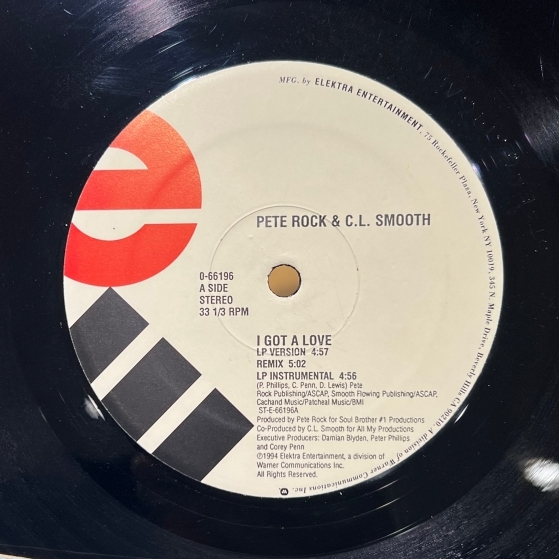 MFG. by ELEKTRA ENTERTAINMENT, 75 Rockefeller Plaza, New York NY 10019, 345 N. Maple Drive, Beverly Hills CA 90210. A division of Warner Communications Inc.
e
PETE ROCK & C.L. SMOOTH
0-66196
A SIDE
STEREO
33 1/3 RPM
I GOT A LOVE
LP VERSION 4:57
REMIX 5:02
LP INSTRUMENTAL 4:56
(P. Phillips, C. Penn, D. Lewis) Pete
Rock Publishing/ASCAP, Smooth Flowing Publishing/ASCAP,
Cachand Music/Patcheal Music/BMI
ST-E-66196A
Produced by Pete Rock for Soul Brother #1 Productions
Co-Produced by C.L. Smooth for All My Productions
Executive Producers: Damian Blyden, Peter Phillips
and Corey Penn
℗1994 Elektra Entertainment, a division of
Warner Communications Inc.
All Rights Reserved.